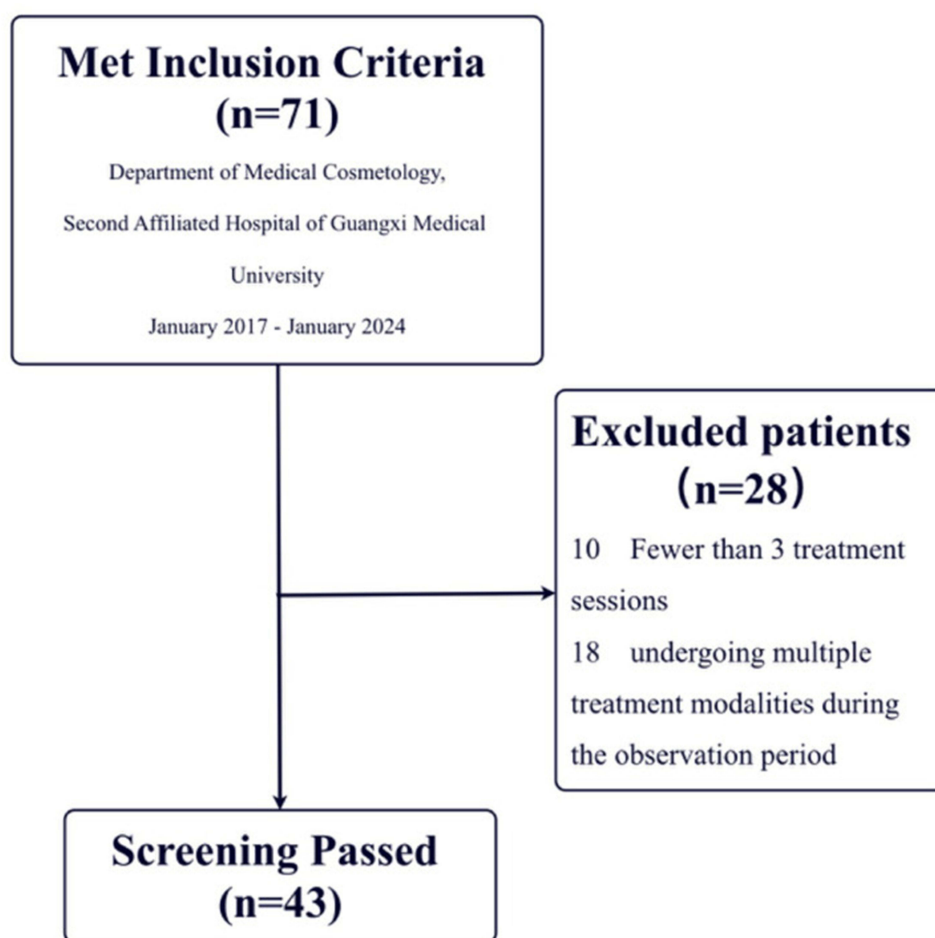 Met Inclusion Criteria
(n=71)
Department of Medical Cosmetology,
Second Affiliated Hospital of Guangxi Medical
University
January 2017 - January 2024
Excluded patients
(n=28)
10 Fewer than 3 treatment
sessions
18 undergoing multiple
treatment modalities during
the observation period
Screening Passed
(n=43)